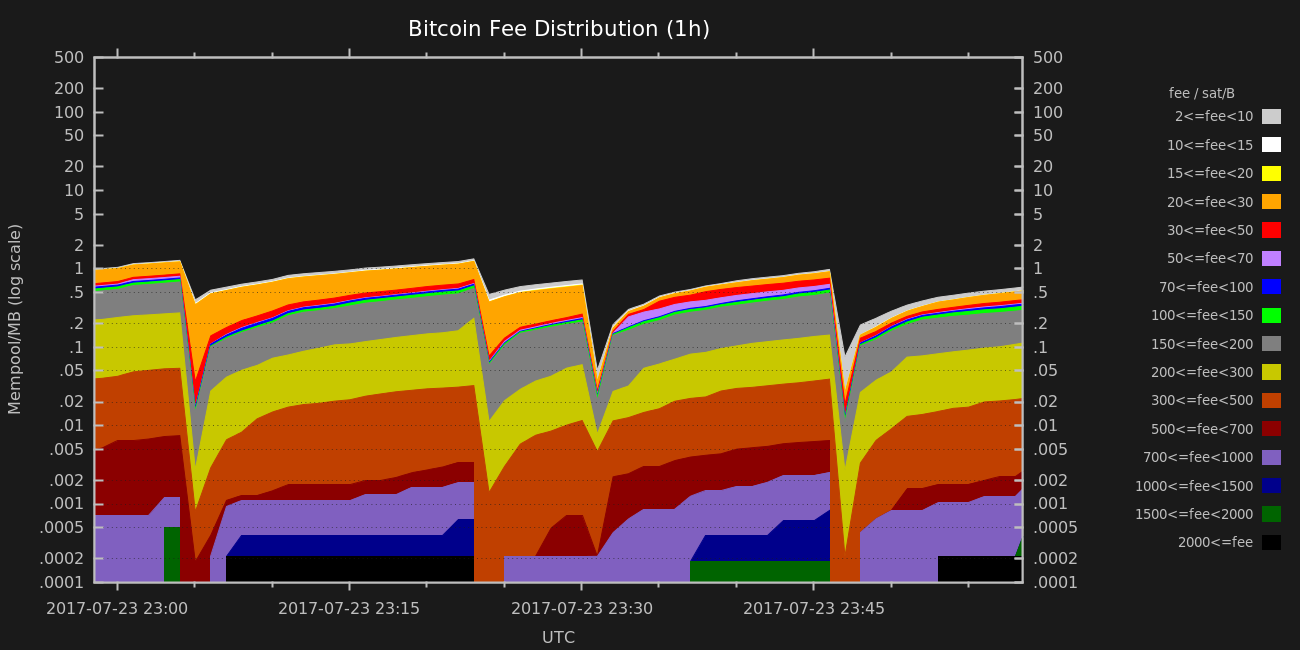 Bitcoin Fee Distribution (1h)
500
200
100
50
20
10
5
2
1
.5
.2
.1
.05
.02
.01
.005
.002
.001
.0005
.0002
.0001
Mempool/MB (log scale)
500
200
100
50
20
10
5
2
1
.5
.2
.1
.05
.02
.01
.005
.002
.001
.0005
.0002
.0001
2017-07-23 23:00
2017-07-23 23:15
2017-07-23 23:30
2017-07-23 23:45
UTC
fee / sat/B
2<=fee<10
10<=fee<15
15<=fee<20
20<=fee<30
30<=fee<50
50<=fee<70
70<=fee<100
100<=fee<150
150<=fee<200
200<=fee<300
300<=fee<500
500<=fee<700
700<=fee<1000
1000<=fee<1500
1500<=fee<2000
2000<=fee